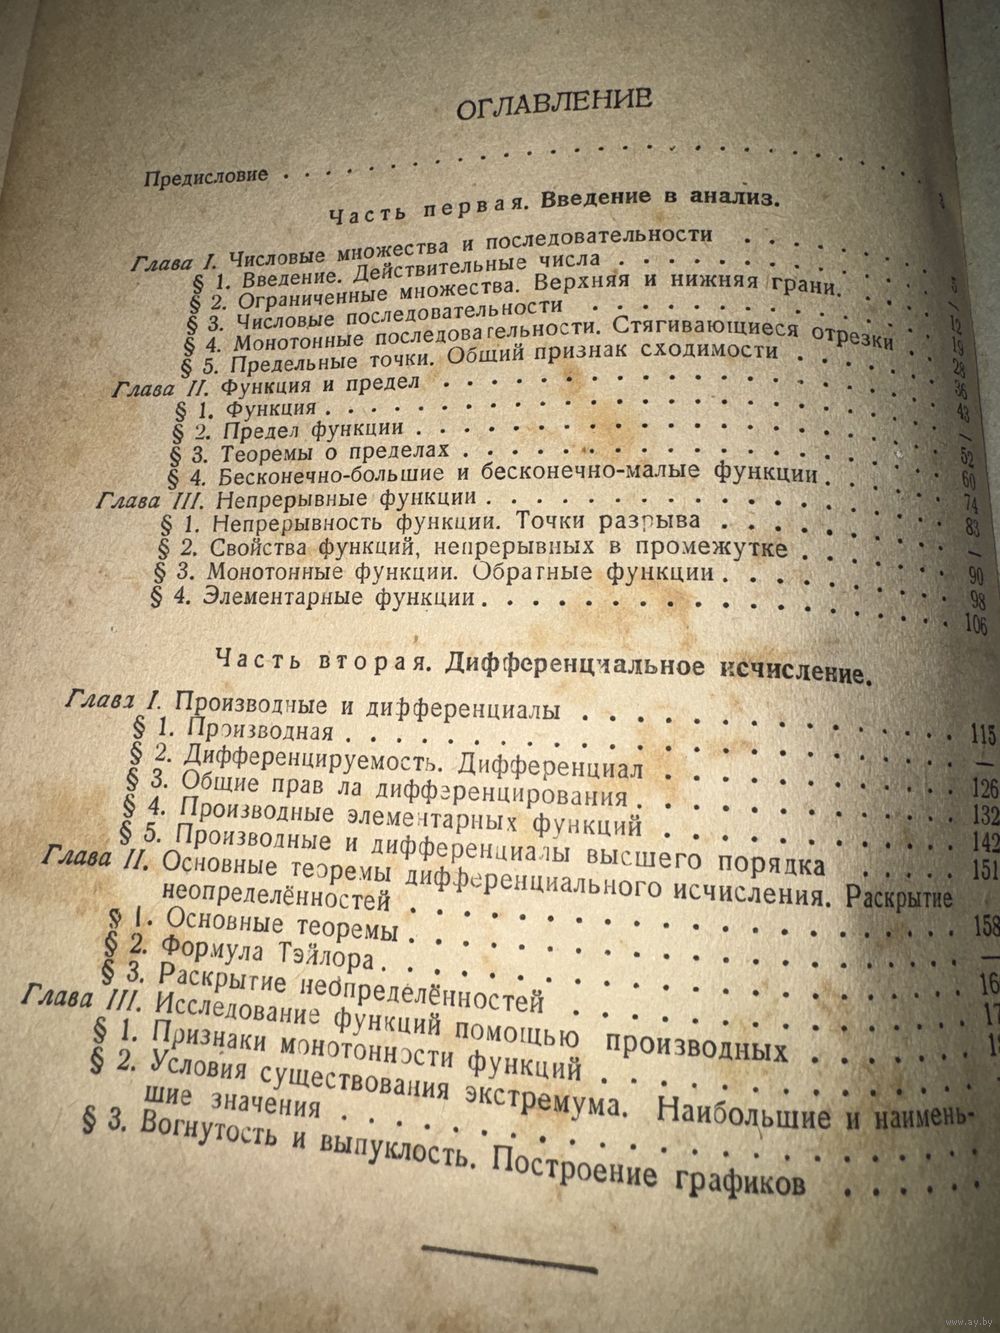 ОГЛАВЛЕНИЕ
Предисловие . . . . . . . . . . . . . . . . . . . .
Часть первая. Введение в анализ.
Глава I. Числовые множества и последовательности . . . . . 5
§ 1. Введение. Действительные числа . . . . . . . . . . . /
§ 2. Ограниченные множества. Верхняя и нижняя грани. . . . . 12
§ 3. Числовые последовательности . . . . . . . . . . . 19
§ 4. Монотонные последовательности. Стягивающиеся отрезки . . 28
§ 5. Предельные точки. Общий признак сходимости . . . . . . 36
Глава II. Функция и предел . . . . . . . . . . . . . . . 43
§ 1. Функция . . . . . . . . . . . . . . . . . . . /
§ 2. Предел функции . . . . . . . . . . . . . . . . . 52
§ 3. Теоремы о пределах . . . . . . . . . . . . . . . 60
§ 4. Бесконечно-большие и бесконечно-малые функции . . . . . 74
Глава III. Непрерывные функции . . . . . . . . . . . . . . 83
§ 1. Непрерывность функции. Точки разрыва . . . . . . . . —
§ 2. Свойства функций, непрерывных в промежутке . . . . . . 90
§ 3. Монотонные функции. Обратные функции . . . . . . . . 98
§ 4. Элементарные функции . . . . . . . . . . . . . . . 106
Часть вторая. Дифференциальное исчисление.
Глава I. Производные и дифференциалы . . . . . . . . . . 115
§ 1. Производная . . . . . . . . . . . . . . . . . . —
§ 2. Дифференцируемость. Дифференциал . . . . . . . . . 126
§ 3. Общие прав ла дифференцирования . . . . . . . . . . 132
§ 4. Производные элементарных функций . . . . . . . . . 142
§ 5. Производные и дифференциалы высшего порядка . . . . . 151
Глава II. Основные теоремы дифференциального исчисления. Раскрытие
неопределённостей . . . . . . . . . . . . . . . . 158
§ 1. Основные теоремы . . . . . . . . . . . . . . . . —
§ 2. Формула Тэйлора . . . . . . . . . . . . . . . . 16
§ 3. Раскрытие неопределённостей . . . . . . . . . . . 17
Глава III. Исследование функций помощью производных . . . . . 1
§ 1. Признаки монотонности функций . . . . . . . . . .
§ 2. Условия существования экстремума. Наибольшие и наимень-
шие значения . . . . . . . . . . . . . . . . .
§ 3. Вогнутость и выпуклость. Построение графиков . . . . . .
www.ay.by